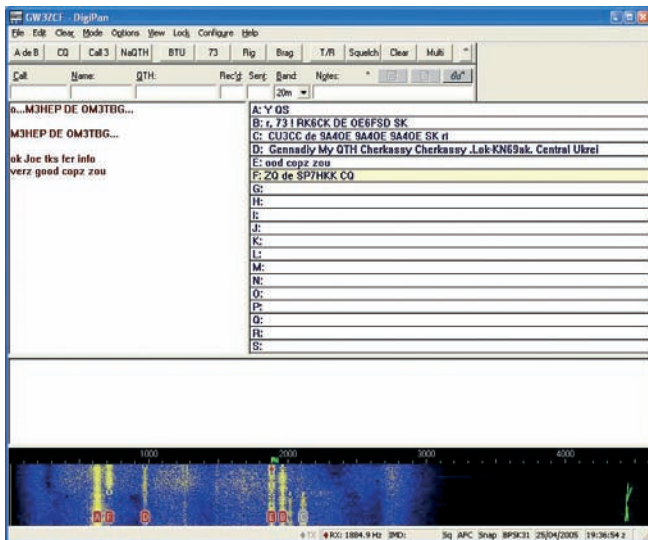 GW3ZCF - DigiPan
File Edit Clear Mode Options View Lock Configure Help
A de B CQ Call 3 NaQTH BTU 73 Rig Brag T/R Squelch Clear Multi
Call: Name: QTH: Rec'd: Sent: Band: Notes:
20m
o...M3HEP DE OM3TBG...
M3HEP DE OM3TBG...
ok Joe tks fer info
verz good copz zou
A: Y QS
B: r, 73 ! RK6CK DE OE6FSD SK
C: CU3CC de 9A4OE 9A4OE 9A4OE SK rl
D: Gennadly My QTH Cherkassy Cherkassy .Lok-KN69ak. Central Ukrei
E: ood copz zou
F: ZQ de SP7HKK CQ
G:
H:
I:
J:
K:
L:
M:
N:
O:
P:
Q:
R:
S:
1000 2000 3000 4000
A F D E D C
TX RX: 1884.9 Hz IMD: Sq AFC Snap BPSK31 25/04/2005 19:36:54 z